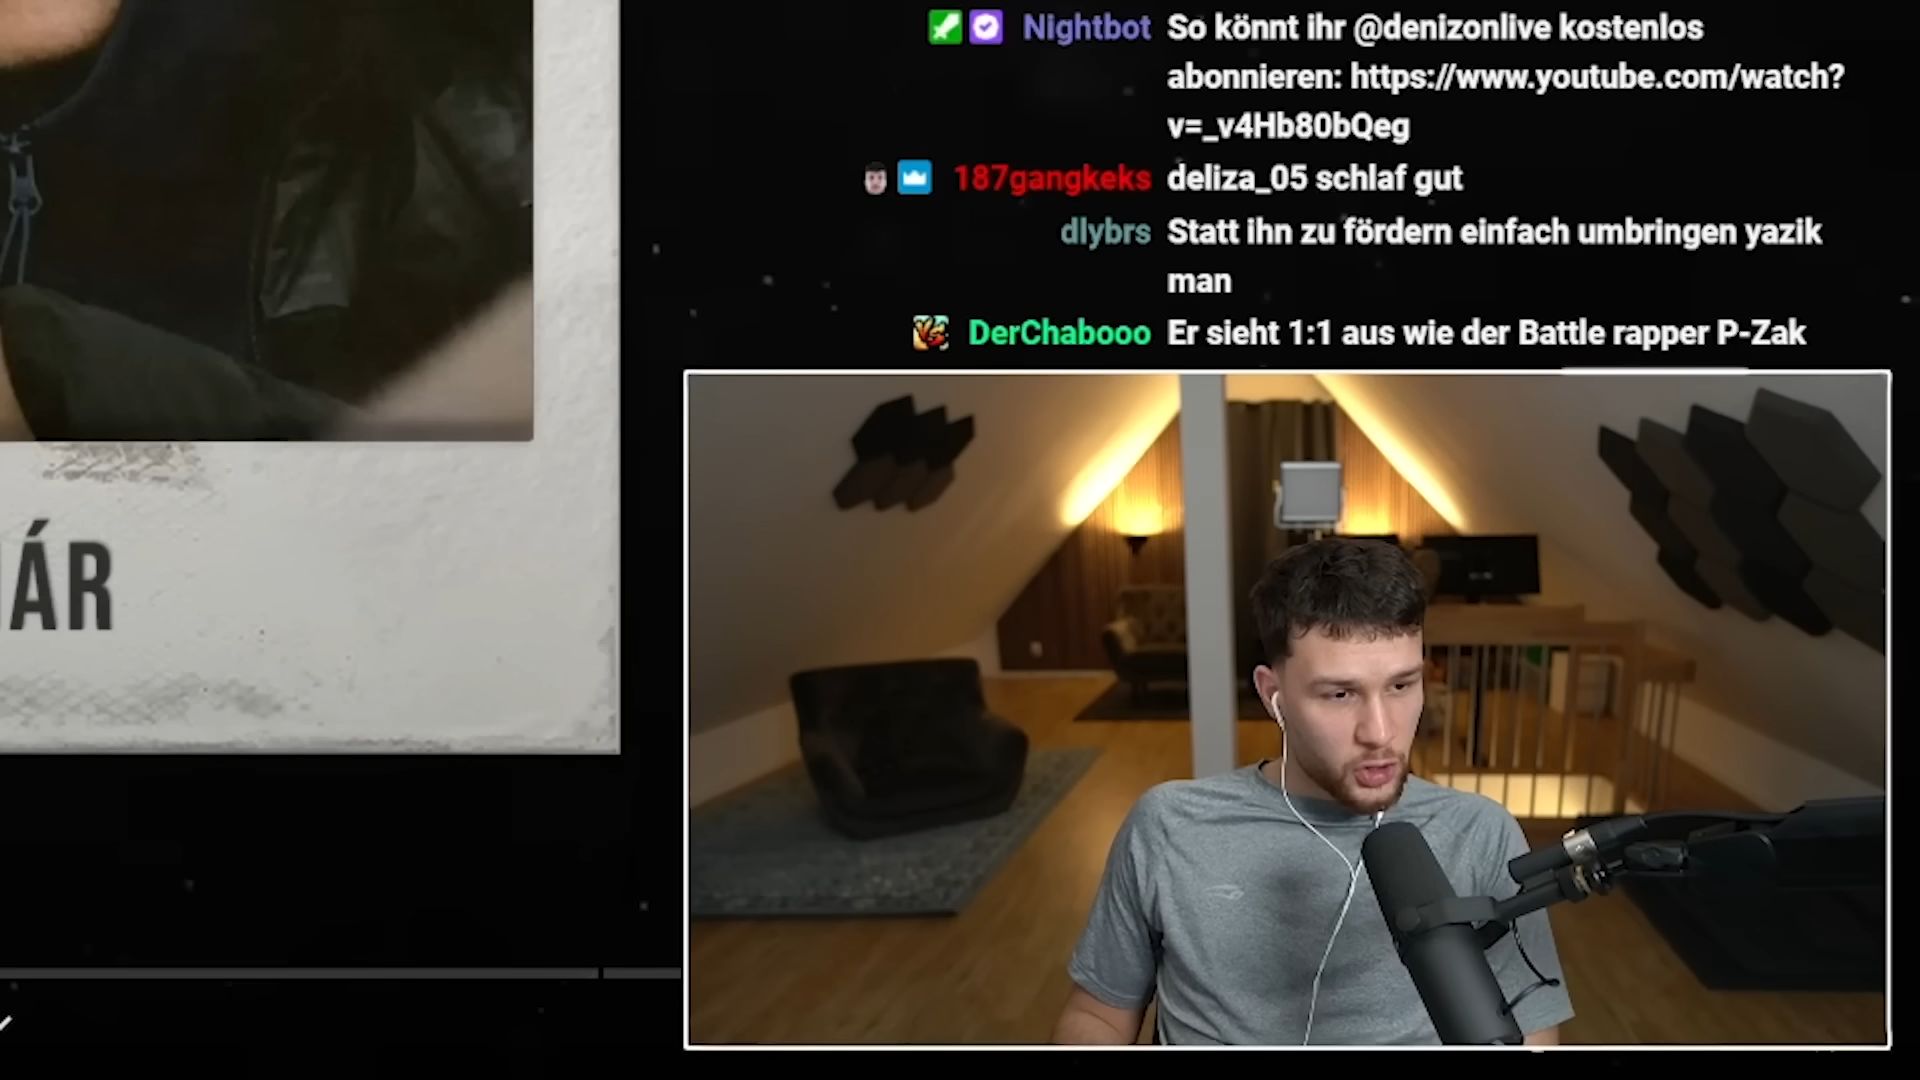 Nightbot So könnt ihr @denizonlive kostenlos
abonnieren: https://www.youtube.com/watch?
v=_v4Hb80bQeg
187gangkeks deliza_05 schlaf gut
dlybrs Statt ihn zu fördern einfach umbringen yazik
man
DerChabooo Er sieht 1:1 aus wie der Battle rapper P-Zak
ÁR